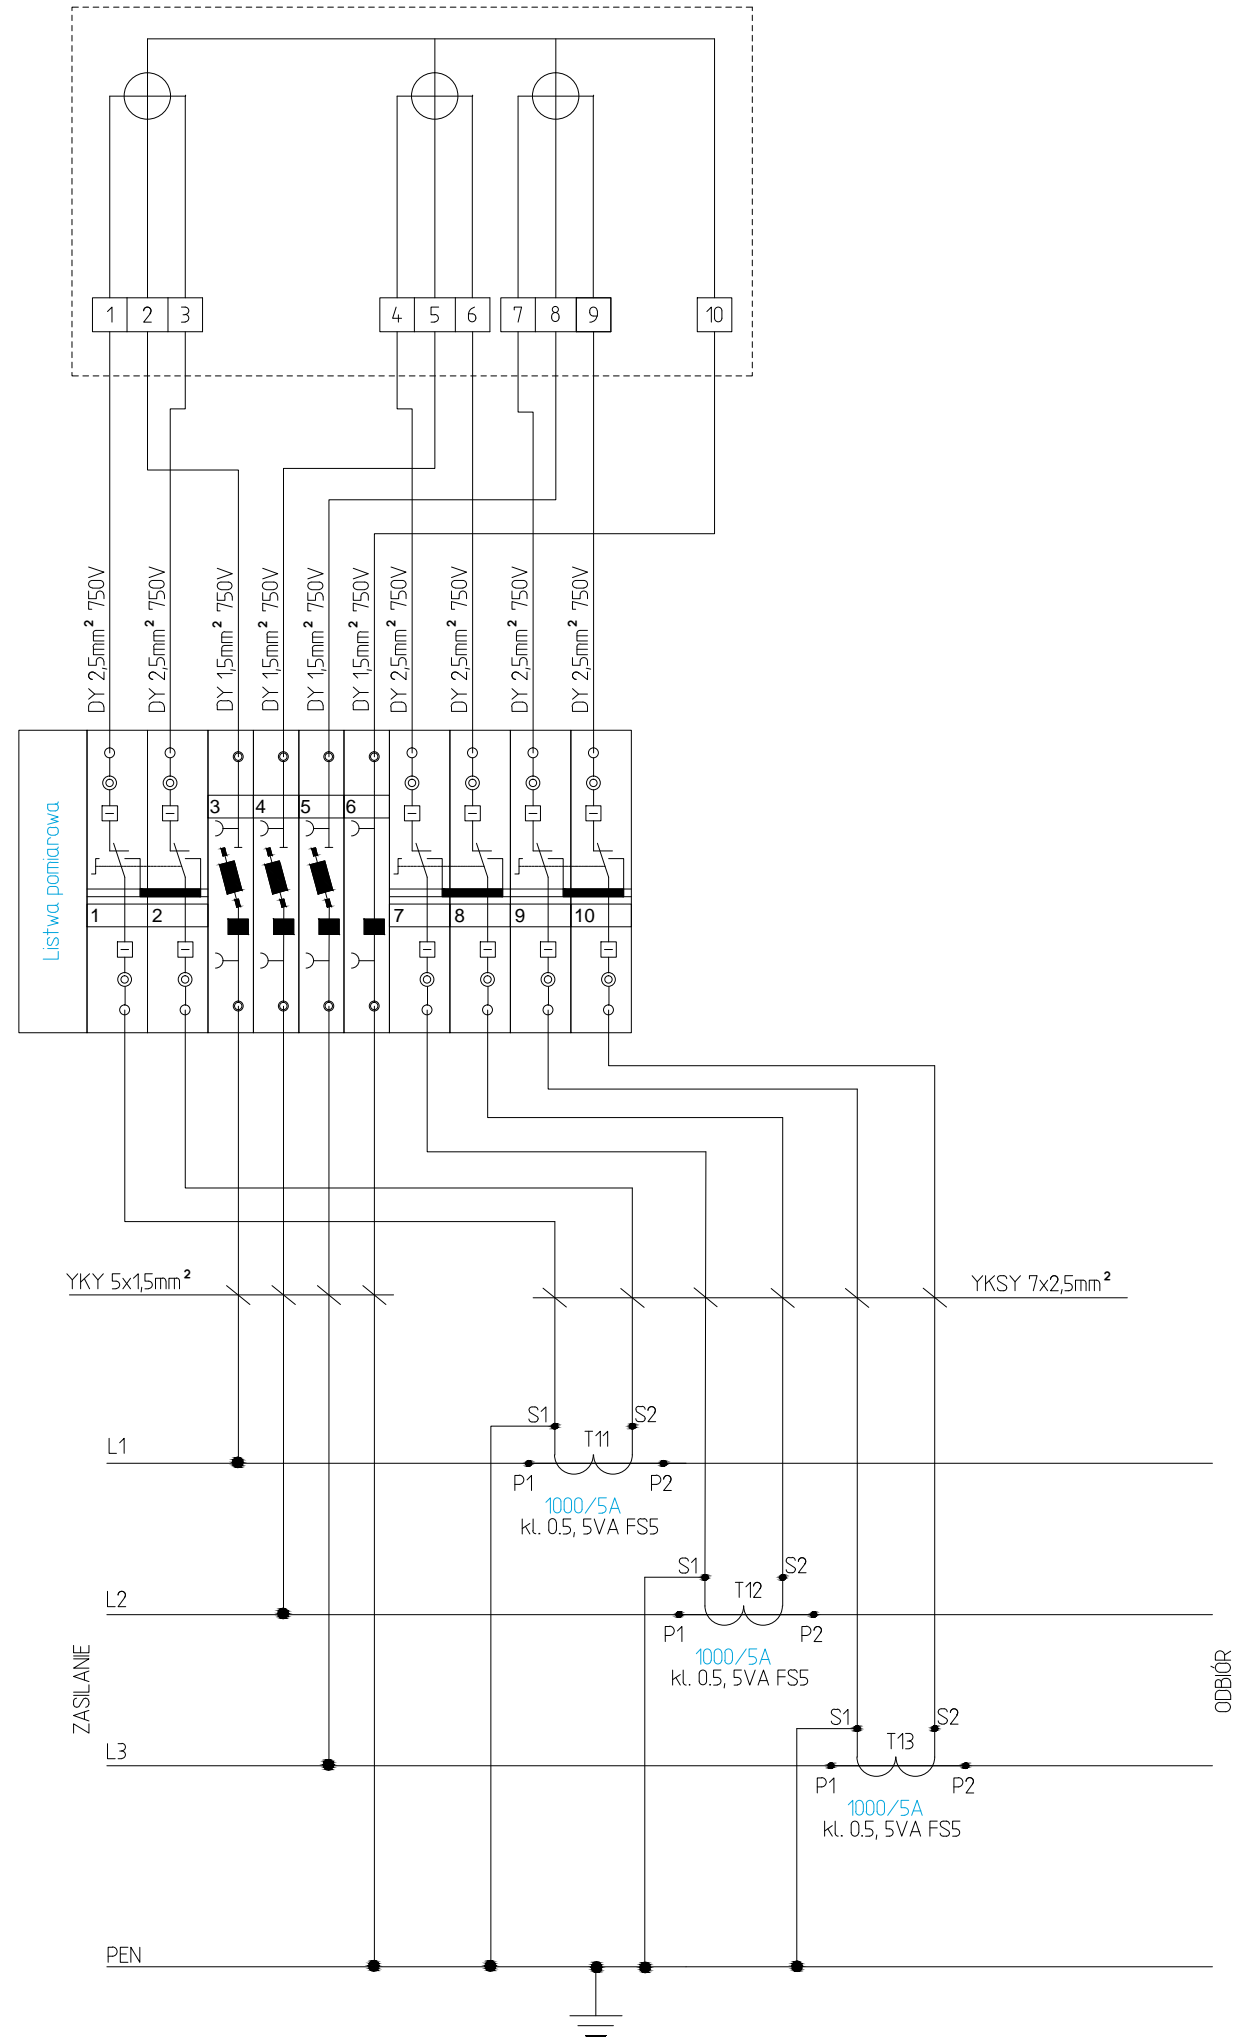 1 2 3 4 5 6 7 8 9 10
DY 2,5mm² 750V
DY 2,5mm² 750V
DY 1,5mm² 750V
DY 1,5mm² 750V
DY 1,5mm² 750V
DY 1,5mm² 750V
DY 2,5mm² 750V
DY 2,5mm² 750V
DY 2,5mm² 750V
DY 2,5mm² 750V
Listwa pomiarowa
3 4 5 6
1 2 7 8 9 10
YKY 5x1,5mm²
YKSY 7x2,5mm²
S1 S2
T11
L1
P1 P2
1000/5A
kl. 0.5, 5VA FS5
S1 S2
T12
L2
P1 P2
1000/5A
kl. 0.5, 5VA FS5
ZASILANIE
ODBIÓR
S1 S2
T13
L3
P1 P2
1000/5A
kl. 0.5, 5VA FS5
PEN